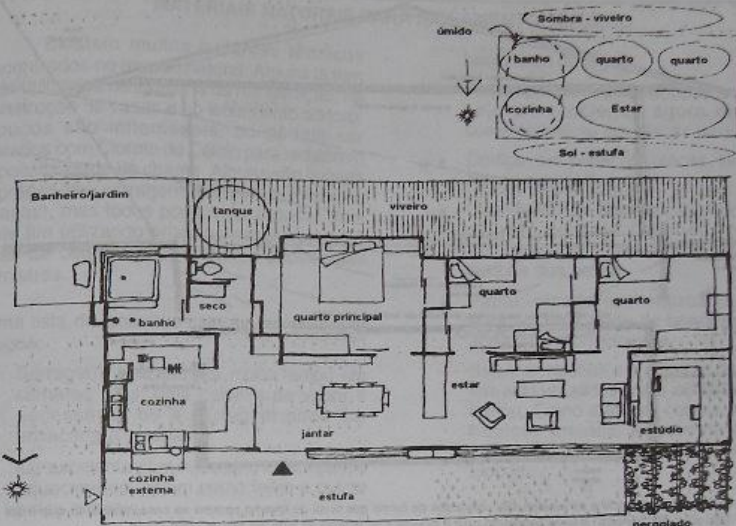 Sombra - viveiro
úmido
banho
quarto
quarto
cozinha
Estar
Sol - estufa
Banheiro/jardim
tanque
viveiro
seco
banho
quarto principal
quarto
quarto
cozinha
estar
jantar
estúdio
cozinha
externa
estufa
pergolado